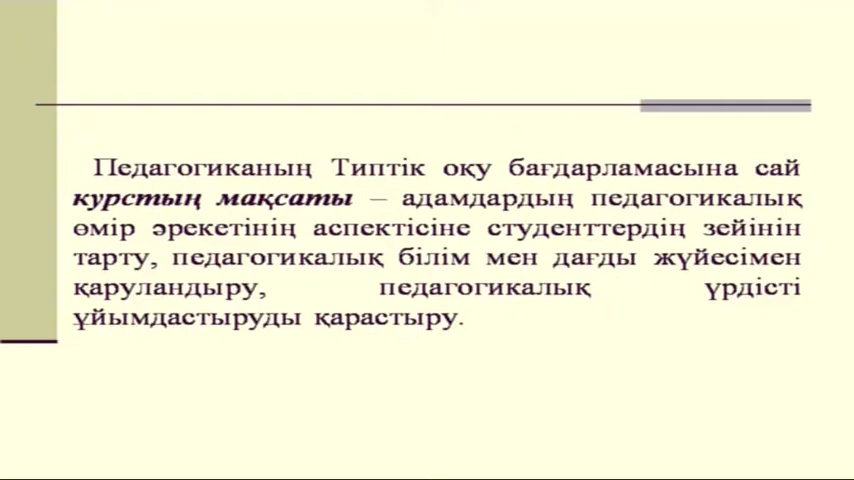 Педагогиканың Типтік оқу бағдарламасына сай
курстың мақсаты – адамдардың педагогикалық
өмір әрекетінің аспектісіне студенттердің зейінін
тарту, педагогикалық білім мен дағды жүйесімен
қаруландыру, педагогикалық үрдісті
ұйымдастыруды қарастыру.